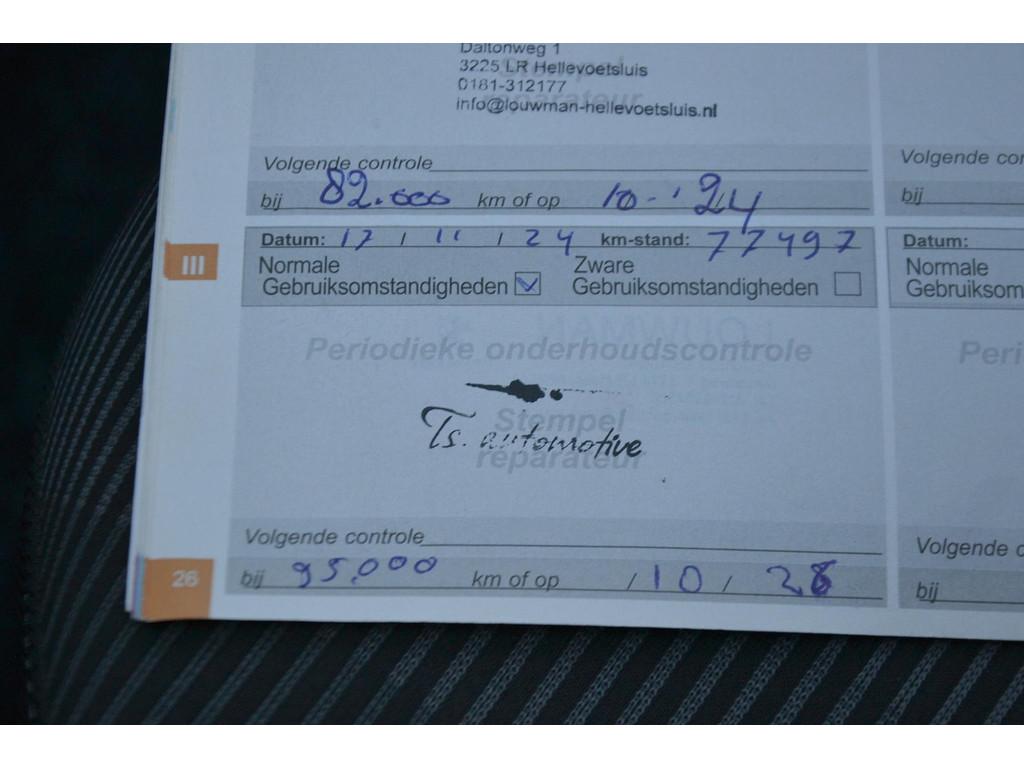 Daltonweg 1
3225 LR Hellevoetsluis
0181-312177
info@louwman-hellevoetsluis.nl
Volgende controle
bij 82.000 km of op 10-'24
Datum: 17 / 11 / 24 km-stand: 77497
Normale Gebruiksomstandigheden
Zware Gebruiksomstandigheden
III
Periodieke onderhoudscontrole
Stempel
reparateur
Ts. automotive
Volgende controle
bij 95.000 km of op / 10 /
26
Volgende con
bij
Datum:
Normale
Gebruiksom
Peri
Volgende c
bij